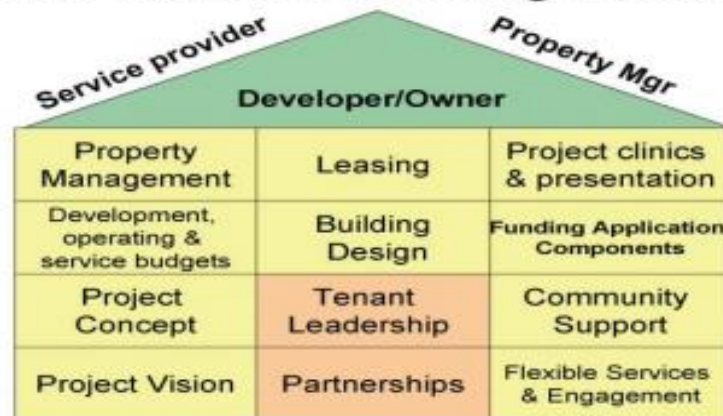 Service provider
Property Mgr
Developer/Owner
Property
Management
Leasing
Project clinics
& presentation
Development,
operating &
service budgets
Building
Design
Funding Application
Components
Project
Concept
Tenant
Leadership
Community
Support
Project Vision
Partnerships
Flexible Services
& Engagement